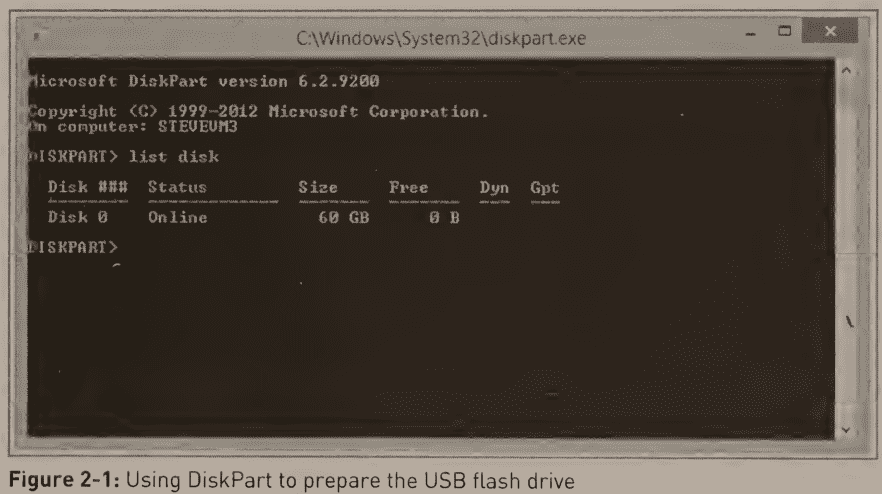 C:\Windows\System32\diskpart.exe
Microsoft DiskPart version 6.2.9200
Copyright (C) 1999-2012 Microsoft Corporation.
On computer: STEVEVM3
DISKPART> list disk
Disk ### Status Size Free Dyn Gpt
Disk 0 Online 60 GB 0 B
DISKPART>
Figure 2-1: Using DiskPart to prepare the USB flash drive